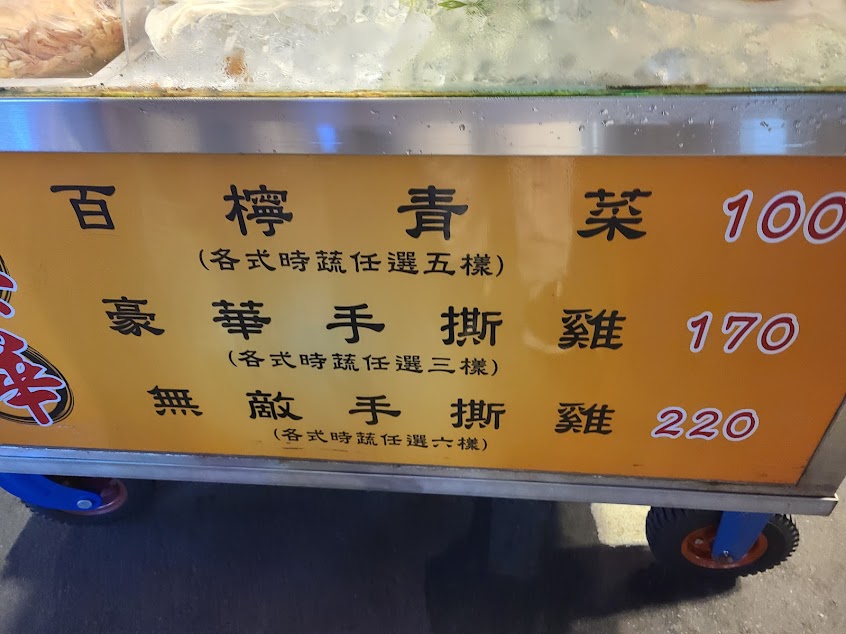 百檸青菜 100
(各式時蔬任選五樣)
豪華手撕雞 170
(各式時蔬任選三樣)
無敵手撕雞 220
(各式時蔬任選六樣)